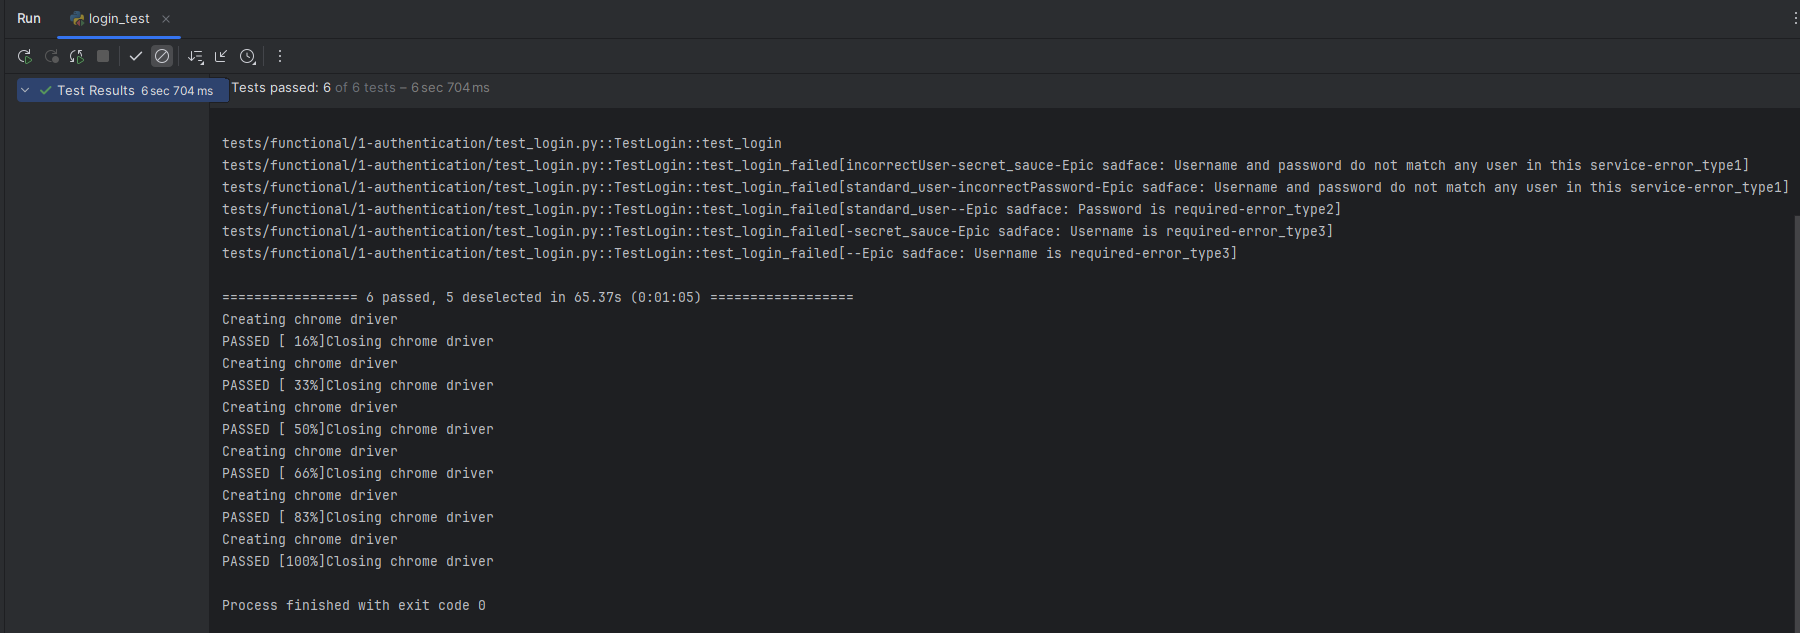 Run login_test
Test Results 6 sec 704 ms
Tests passed: 6 of 6 tests – 6 sec 704 ms
tests/functional/1-authentication/test_login.py::TestLogin::test_login
tests/functional/1-authentication/test_login.py::TestLogin::test_login_failed[incorrectUser-secret_sauce-Epic sadface: Username and password do not match any user in this service-error_type1]
tests/functional/1-authentication/test_login.py::TestLogin::test_login_failed[standard_user-incorrectPassword-Epic sadface: Username and password do not match any user in this service-error_type1]
tests/functional/1-authentication/test_login.py::TestLogin::test_login_failed[standard_user--Epic sadface: Password is required-error_type2]
tests/functional/1-authentication/test_login.py::TestLogin::test_login_failed[-secret_sauce-Epic sadface: Username is required-error_type3]
tests/functional/1-authentication/test_login.py::TestLogin::test_login_failed[--Epic sadface: Username is required-error_type3]
================= 6 passed, 5 deselected in 65.37s (0:01:05) ==================
Creating chrome driver
PASSED [ 16%]Closing chrome driver
Creating chrome driver
PASSED [ 33%]Closing chrome driver
Creating chrome driver
PASSED [ 50%]Closing chrome driver
Creating chrome driver
PASSED [ 66%]Closing chrome driver
Creating chrome driver
PASSED [ 83%]Closing chrome driver
Creating chrome driver
PASSED [100%]Closing chrome driver
Process finished with exit code 0